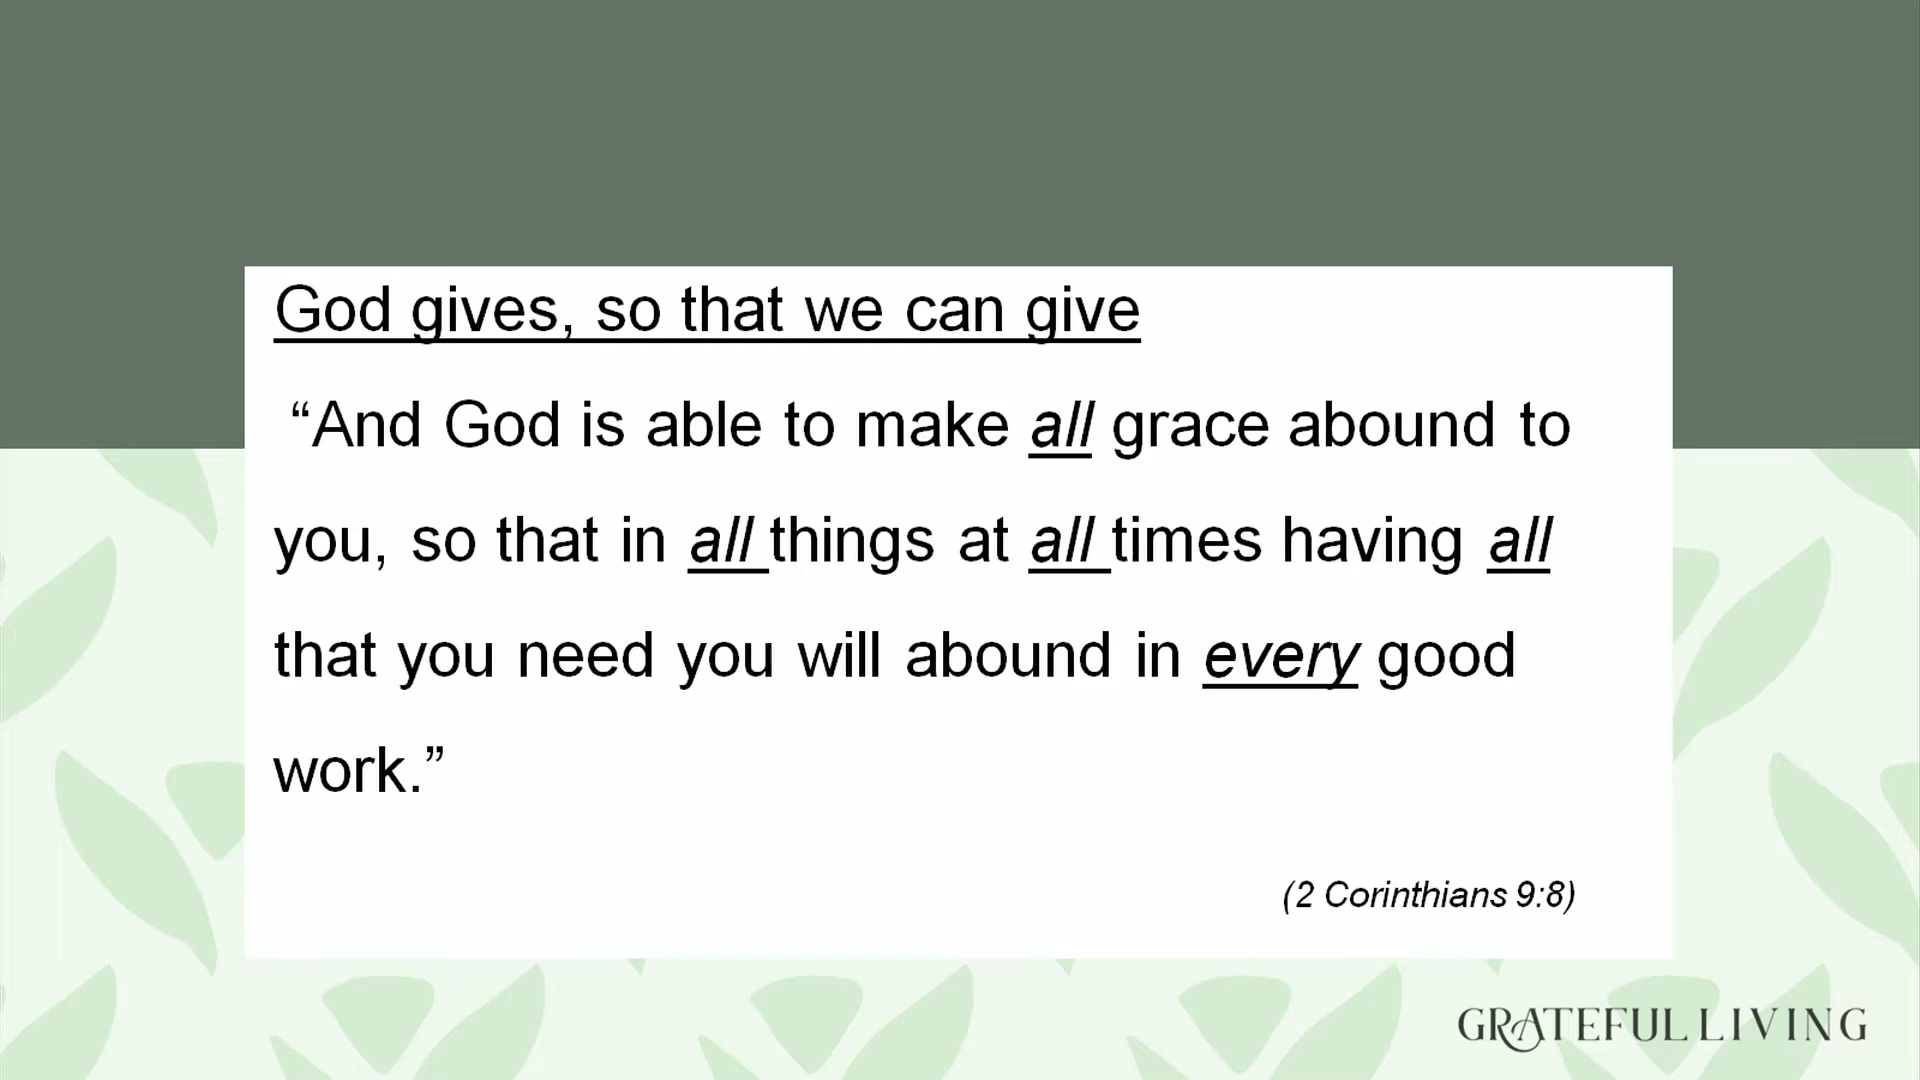 God gives, so that we can give
“And God is able to make all grace abound to
you, so that in all things at all times having all
that you need you will abound in every good
work.”
(2 Corinthians 9:8)
GRATEFUL LIVING